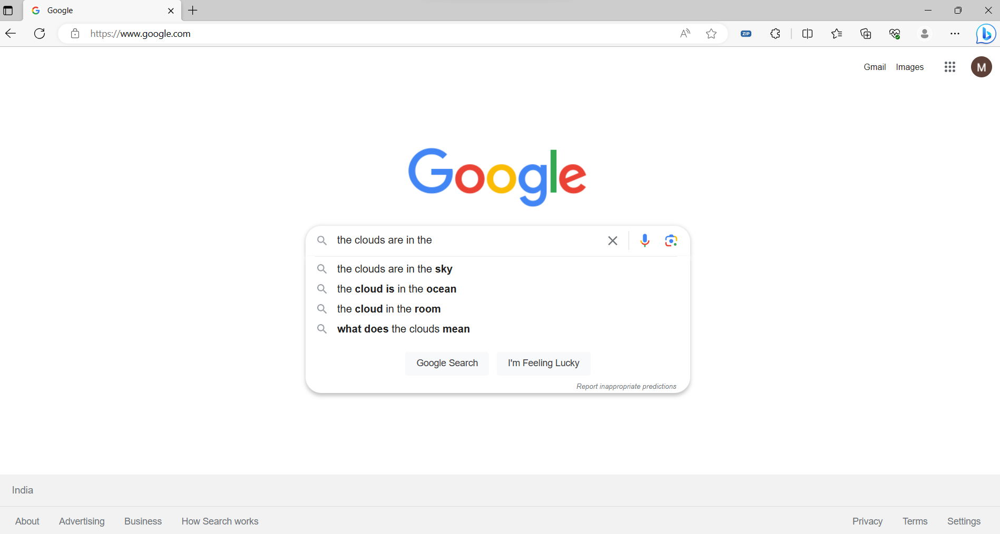 Google
https://www.google.com
ZIP
Gmail Images M
Google
the clouds are in the
the clouds are in the sky
the cloud is in the ocean
the cloud in the room
what does the clouds mean
Google Search I'm Feeling Lucky
Report inappropriate predictions
India
About Advertising Business How Search works Privacy Terms Settings